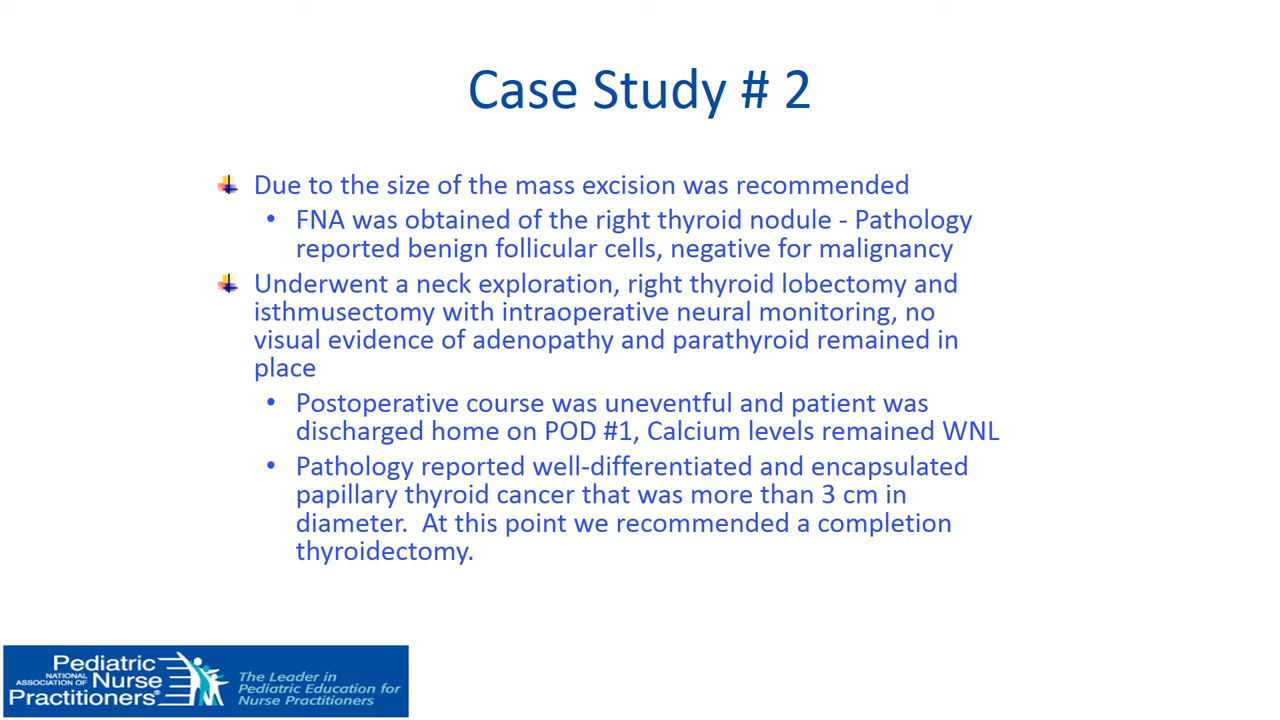 Case Study # 2
Due to the size of the mass excision was recommended
• FNA was obtained of the right thyroid nodule - Pathology
reported benign follicular cells, negative for malignancy
Underwent a neck exploration, right thyroid lobectomy and
isthmusectomy with intraoperative neural monitoring, no
visual evidence of adenopathy and parathyroid remained in
place
• Postoperative course was uneventful and patient was
discharged home on POD #1, Calcium levels remained WNL
• Pathology reported well-differentiated and encapsulated
papillary thyroid cancer that was more than 3 cm in
diameter.  At this point we recommended a completion
thyroidectomy.
Pediatric
NATIONAL
ASSOCIATION OF Nurse
Practitioners®
The Leader in
Pediatric Education for
Nurse Practitioners